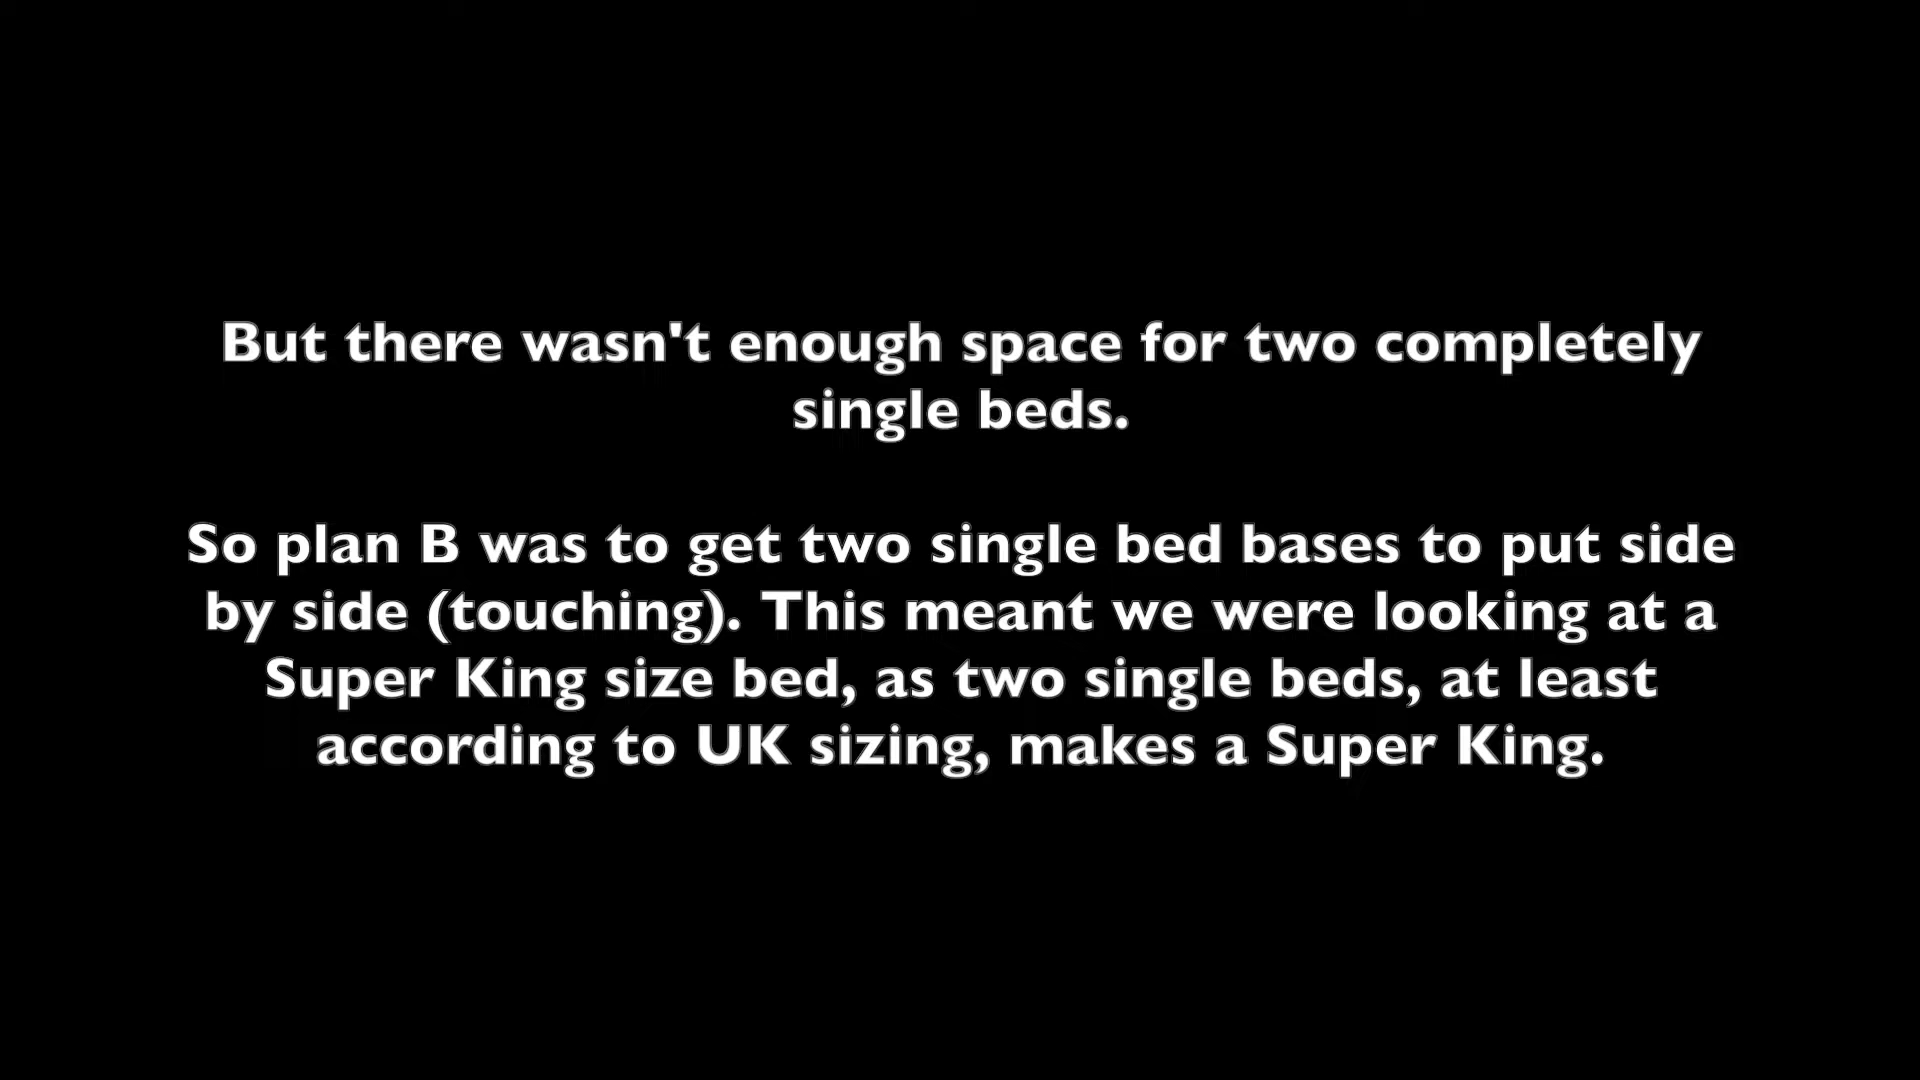 But there wasn't enough space for two completely
single beds.
So plan B was to get two single bed bases to put side
by side (touching). This meant we were looking at a
Super King size bed, as two single beds, at least
according to UK sizing, makes a Super King.